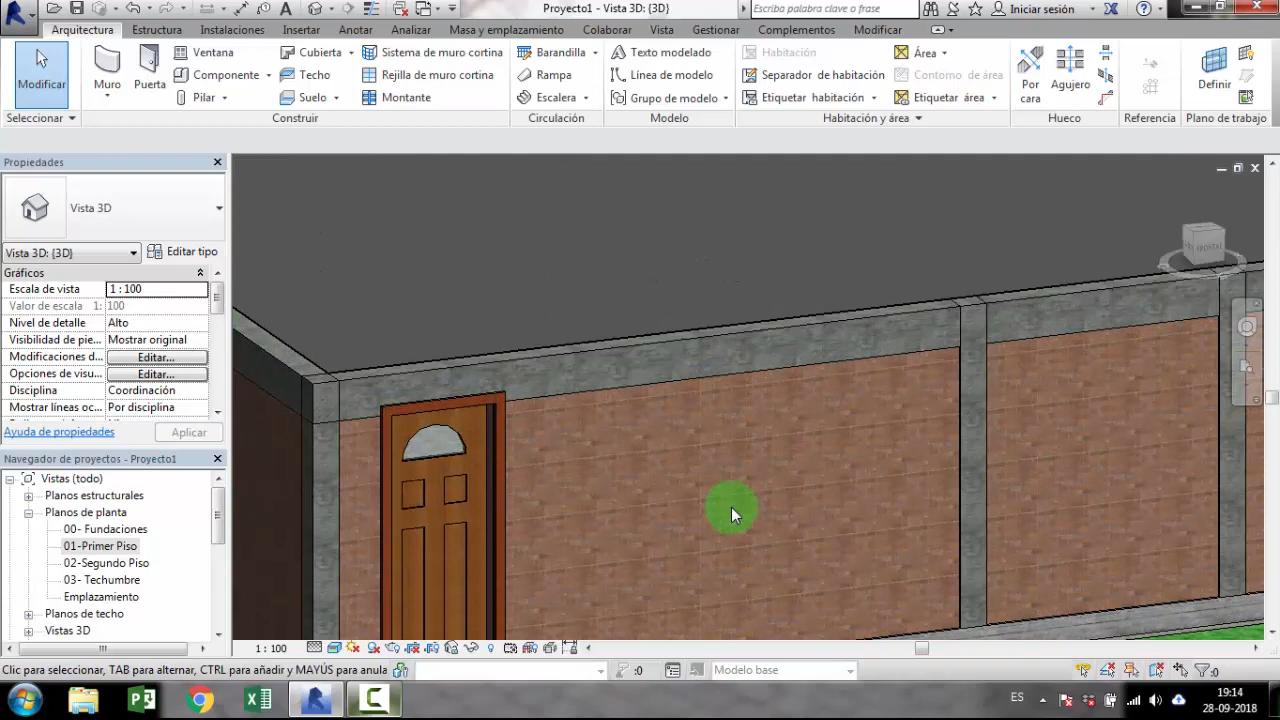 Proyecto1 - Vista 3D: {3D}
Escriba palabra clave o frase
Iniciar sesión
Arquitectura Estructura Instalaciones Insertar Anotar Analizar Masa y emplazamiento Colaborar Vista Gestionar Complementos Modificar
Modificar
Muro
Puerta
Ventana
Componente
Pilar
Cubierta
Techo
Suelo
Sistema de muro cortina
Rejilla de muro cortina
Montante
Barandilla
Rampa
Escalera
Texto modelado
Línea de modelo
Grupo de modelo
Habitación
Separador de habitación
Etiquetar habitación
Área
Contorno de área
Etiquetar área
Por
cara
Agujero
Definir
Seleccionar
Construir
Circulación
Modelo
Habitación y área
Hueco
Referencia
Plano de trabajo
Propiedades
Vista 3D
Vista 3D: {3D}
Editar tipo
Gráficos
Escala de vista 1 : 100
Valor de escala 1: 100
Nivel de detalle Alto
Visibilidad de pie... Mostrar original
Modificaciones d... Editar...
Opciones de visu... Editar...
Disciplina Coordinación
Mostrar líneas oc... Por disciplina
Ayuda de propiedades Aplicar
Navegador de proyectos - Proyecto1
Vistas (todo)
Planos estructurales
Planos de planta
00- Fundaciones
01-Primer Piso
02-Segundo Piso
03- Techumbre
Emplazamiento
Planos de techo
Vistas 3D
FRONTAL
1 : 100
Clic para seleccionar, TAB para alternar, CTRL para añadir y MAYÚS para anula
:0
Modelo base
:0
ES
19:14
28-09-2018